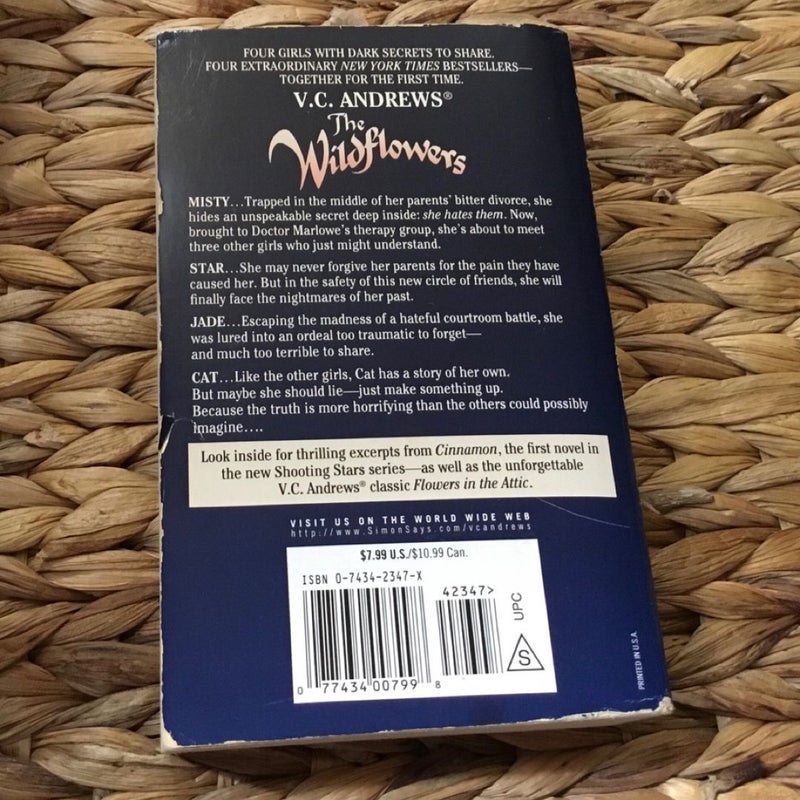 FOUR GIRLS WITH DARK SECRETS TO SHARE.
FOUR EXTRAORDINARY NEW YORK TIMES BESTSELLERS—
TOGETHER FOR THE FIRST TIME.
V.C. ANDREWS®
The
Wildflowers
MISTY...Trapped in the middle of her parents' bitter divorce, she
hides an unspeakable secret deep inside: she hates them. Now,
brought to Doctor Marlowe's therapy group, she's about to meet
three other girls who just might understand.
STAR...She may never forgive her parents for the pain they have
caused her. But in the safety of this new circle of friends, she will
finally face the nightmares of her past.
JADE...Escaping the madness of a hateful courtroom battle, she
was lured into an ordeal too traumatic to forget—
and much too terrible to share.
CAT...Like the other girls, Cat has a story of her own.
But maybe she should lie—just make something up.
Because the truth is more horrifying than the others could possibly
imagine....
Look inside for thrilling excerpts from Cinnamon, the first novel in
the new Shooting Stars series—as well as the unforgettable
V.C. Andrews® classic Flowers in the Attic.
VISIT US ON THE WORLD WIDE WEB
http://www.SimonSays.com/vcandrews
$7.99 U.S./$10.99 Can.
ISBN 0-7434-2347-X
42347>
UPC
S
0 77434 00799 8
PRINTED IN U.S.A.